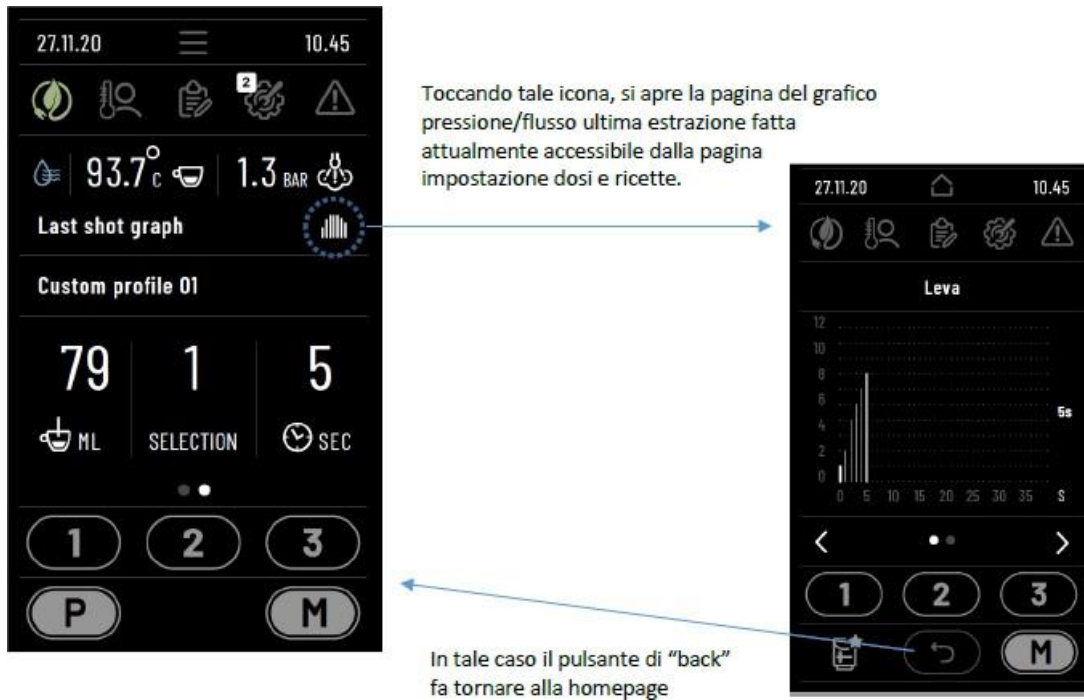 27.11.20 10.45
2
93.7° C 1.3 BAR
Last shot graph
Custom profile 01
79 1 5
ML SELECTION SEC
1 2 3
P M
Toccando tale icona, si apre la pagina del grafico
pressione/flusso ultima estrazione fatta
attualmente accessibile dalla pagina
impostazione dosi e ricette.
27.11.20 10.45
Leva
12
10
8
6
4
2
0
5s
0 5 10 15 20 25 30 35 S
1 2 3
M
In tale caso il pulsante di “back”
fa tornare alla homepage